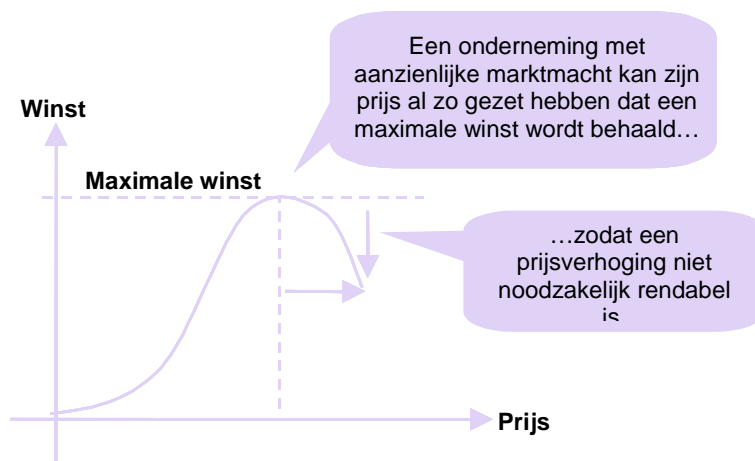 Een onderneming met
aanzienlijke marktmacht kan zijn
prijs al zo gezet hebben dat een
maximale winst wordt behaald…
Winst
Maximale winst
…zodat een
prijsverhoging niet
noodzakelijk rendabel
is
Prijs